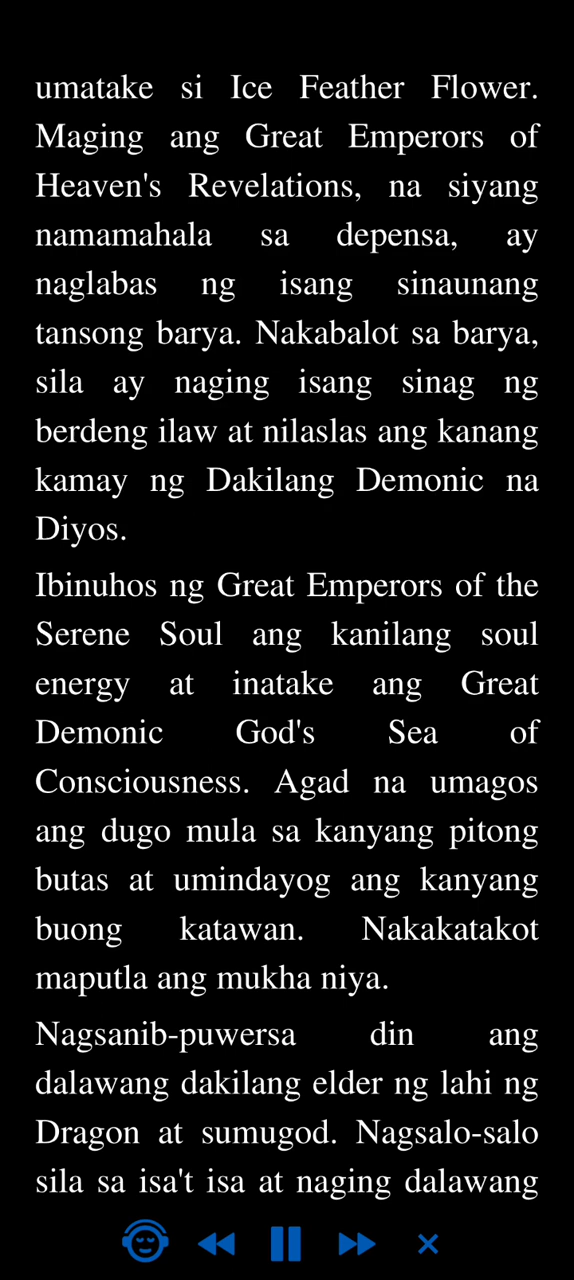 umatake si Ice Feather Flower.
Maging ang Great Emperors of
Heaven's Revelations, na siyang
namamahala sa depensa, ay
naglabas ng isang sinaunang
tansong barya. Nakabalot sa barya,
sila ay naging isang sinag ng
berdeng ilaw at nilaslas ang kanang
kamay ng Dakilang Demonic na
Diyos.
Ibinuhos ng Great Emperors of the
Serene Soul ang kanilang soul
energy at inatake ang Great
Demonic God's Sea of
Consciousness. Agad na umagos
ang dugo mula sa kanyang pitong
butas at umindayog ang kanyang
buong katawan. Nakakatakot
maputla ang mukha niya.
Nagsanib-puwersa din ang
dalawang dakilang elder ng lahi ng
Dragon at sumugod. Nagsalo-salo
sila sa isa't isa at naging dalawang